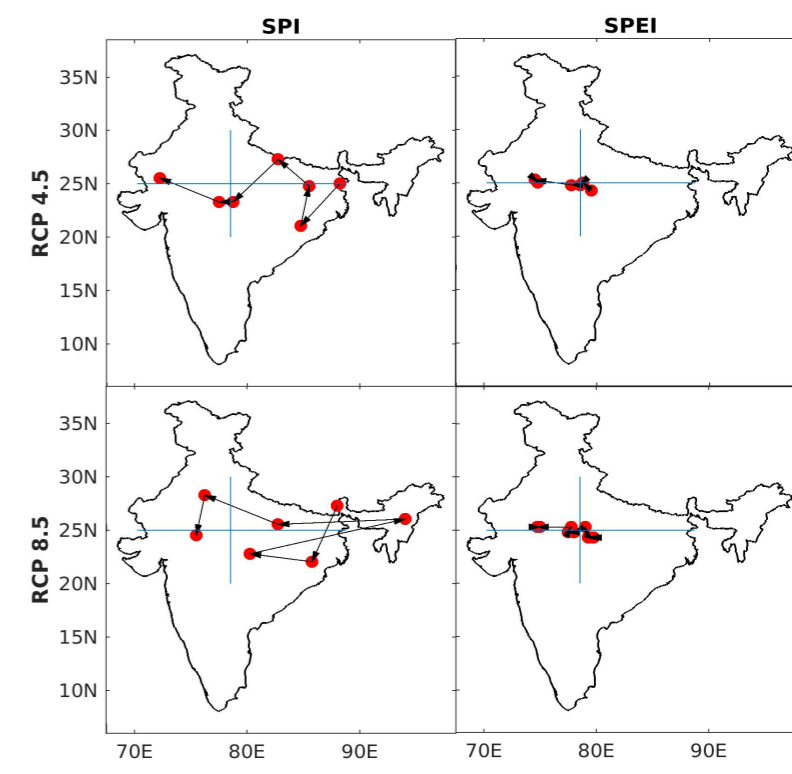 SPI SPEI
RCP 4.5
35N
30N
25N
20N
15N
10N
RCP 8.5
35N
30N
25N
20N
15N
10N
70E 80E 90E 70E 80E 90E